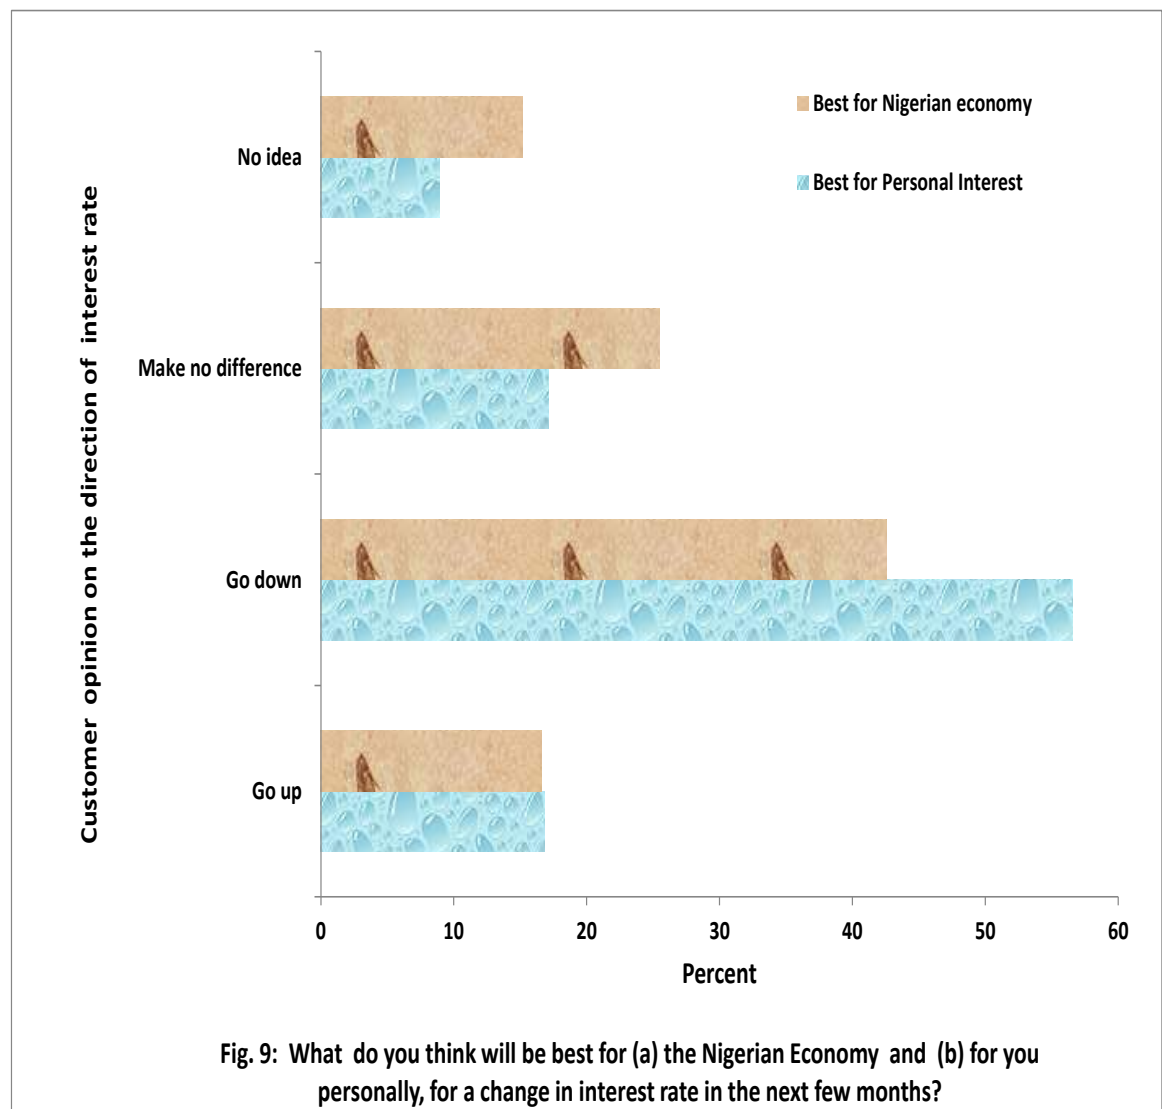 Best for Nigerian economy
Best for Personal Interest
Customer opinion on the direction of interest rate
No idea
Make no difference
Go down
Go up
0 10 20 30 40 50 60
Percent
Fig. 9: What do you think will be best for (a) the Nigerian Economy and (b) for you
personally, for a change in interest rate in the next few months?